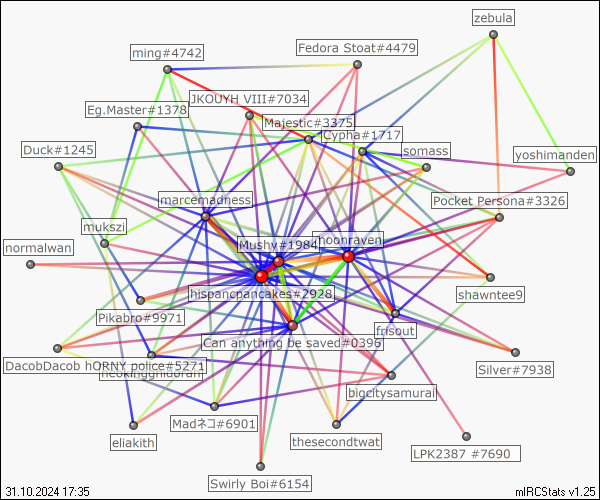 zebula
ming#4742
Fedora Stoat#4479
JKOUYH VIII#7034
Eg.Master#1378
Majestic#3375
Cypha#1717
Duck#1245
somass
yoshimanden
marcemadness
Pocket Persona#3326
mukszi
normalwan
Mushy#1984
noonraven
hispancpancakes#2928
shawntee9
Pikabro#9971
frisout
Can anything be saved#0396
DacobDacob hORNY police#5271
Silver#7938
bigcitysamurai
Madネコ#6901
eliakith
thesecondtwat
LPK2387 #7690
Swirly Boi#6154
31.10.2024 17:35
mIRCStats v1.25